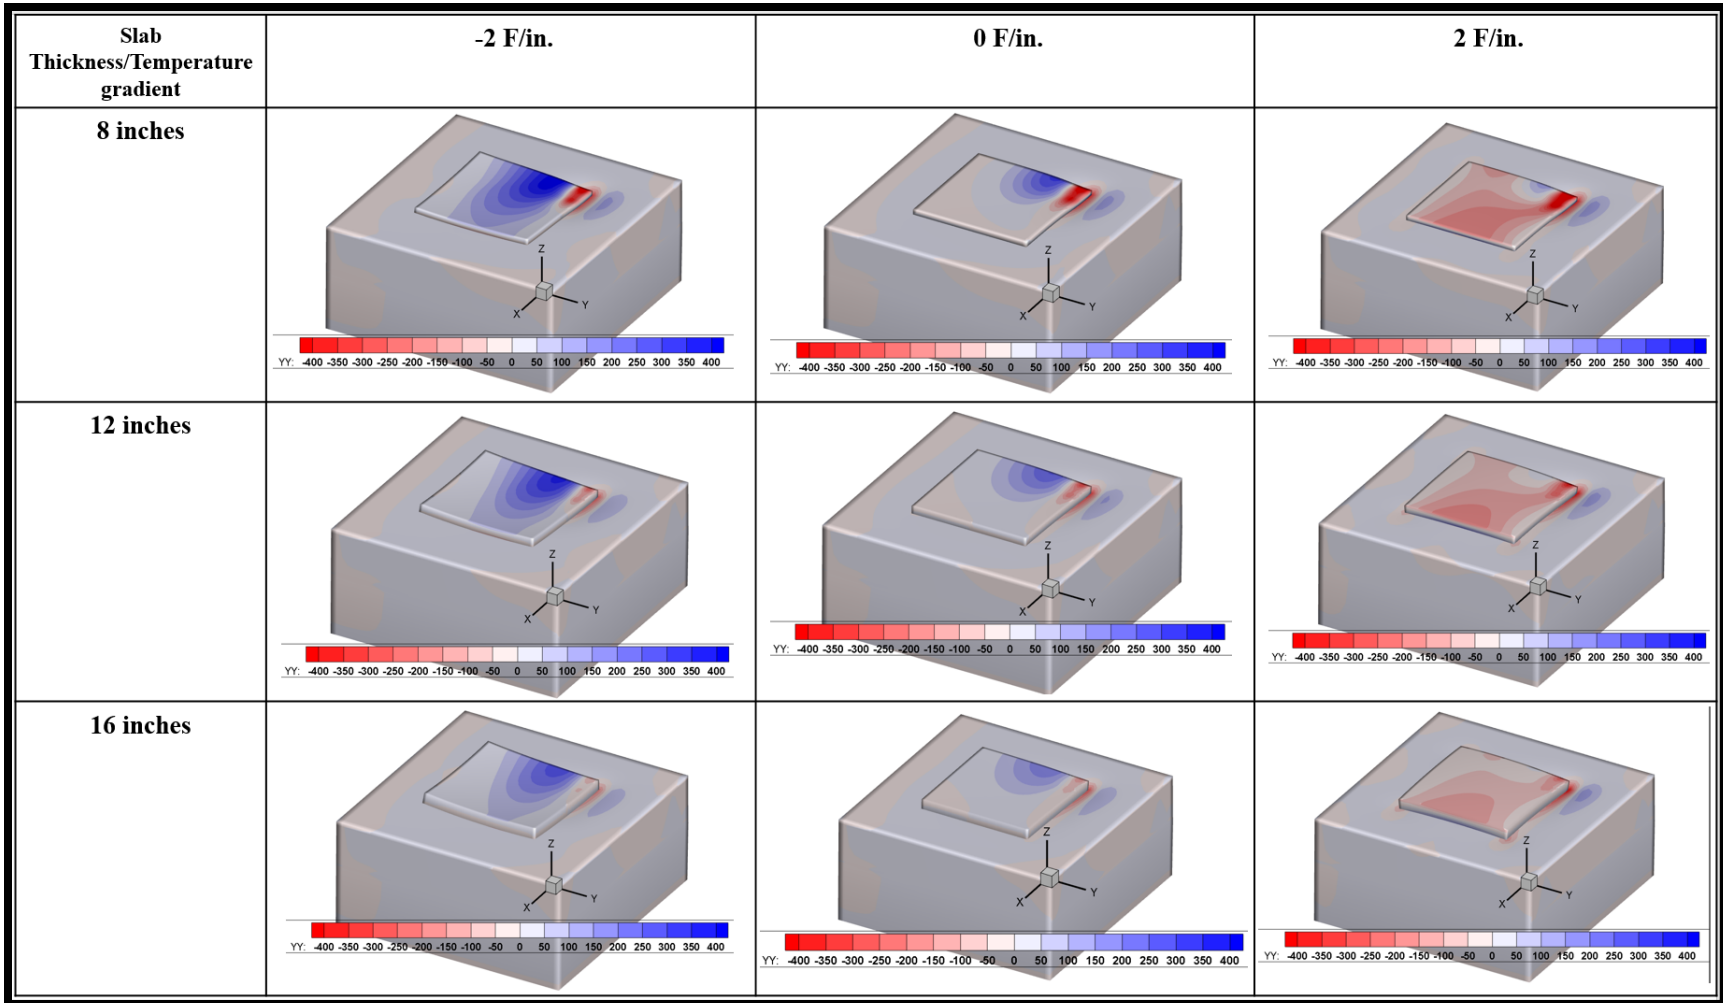 Slab
Thickness/Temperature
gradient
-2 F/in.
0 F/in.
2 F/in.
8 inches
Z
X
Y
YY: -400 -350 -300 -250 -200 -150 -100 -50 0 50 100 150 200 250 300 350 400
Z
X
Y
YY: -400 -350 -300 -250 -200 -150 -100 -50 0 50 100 150 200 250 300 350 400
Z
X
Y
YY: -400 -350 -300 -250 -200 -150 -100 -50 0 50 100 150 200 250 300 350 400
12 inches
Z
X
Y
YY: -400 -350 -300 -250 -200 -150 -100 -50 0 50 100 150 200 250 300 350 400
Z
X
Y
YY: -400 -350 -300 -250 -200 -150 -100 -50 0 50 100 150 200 250 300 350 400
Z
X
Y
YY: -400 -350 -300 -250 -200 -150 -100 -50 0 50 100 150 200 250 300 350 400
16 inches
Z
X
Y
YY: -400 -350 -300 -250 -200 -150 -100 -50 0 50 100 150 200 250 300 350 400
Z
X
Y
YY: -400 -350 -300 -250 -200 -150 -100 -50 0 50 100 150 200 250 300 350 400
Z
X
Y
YY: -400 -350 -300 -250 -200 -150 -100 -50 0 50 100 150 200 250 300 350 400